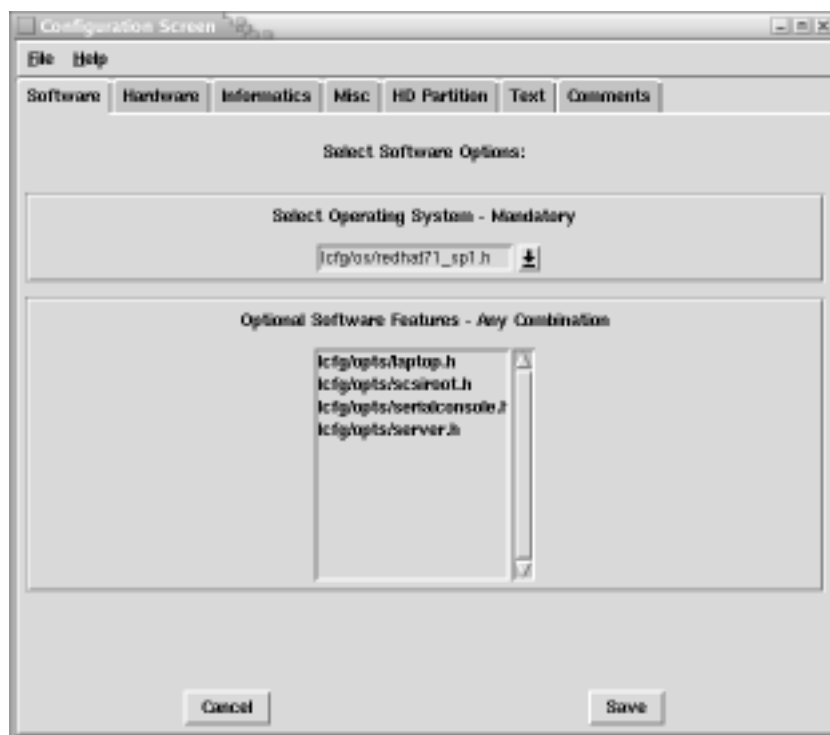 Configuration Screen
File Help
Software Hardware Informatics Misc HD Partition Text Comments
Select Software Options:
Select Operating System - Mandatory
lcfg/os/redhat71_sp1.h
Optional Software Features - Any Combination
lcfg/opts/laptop.h
lcfg/opts/scsiroot.h
lcfg/opts/serialconsole.h
lcfg/opts/server.h
Cancel Save